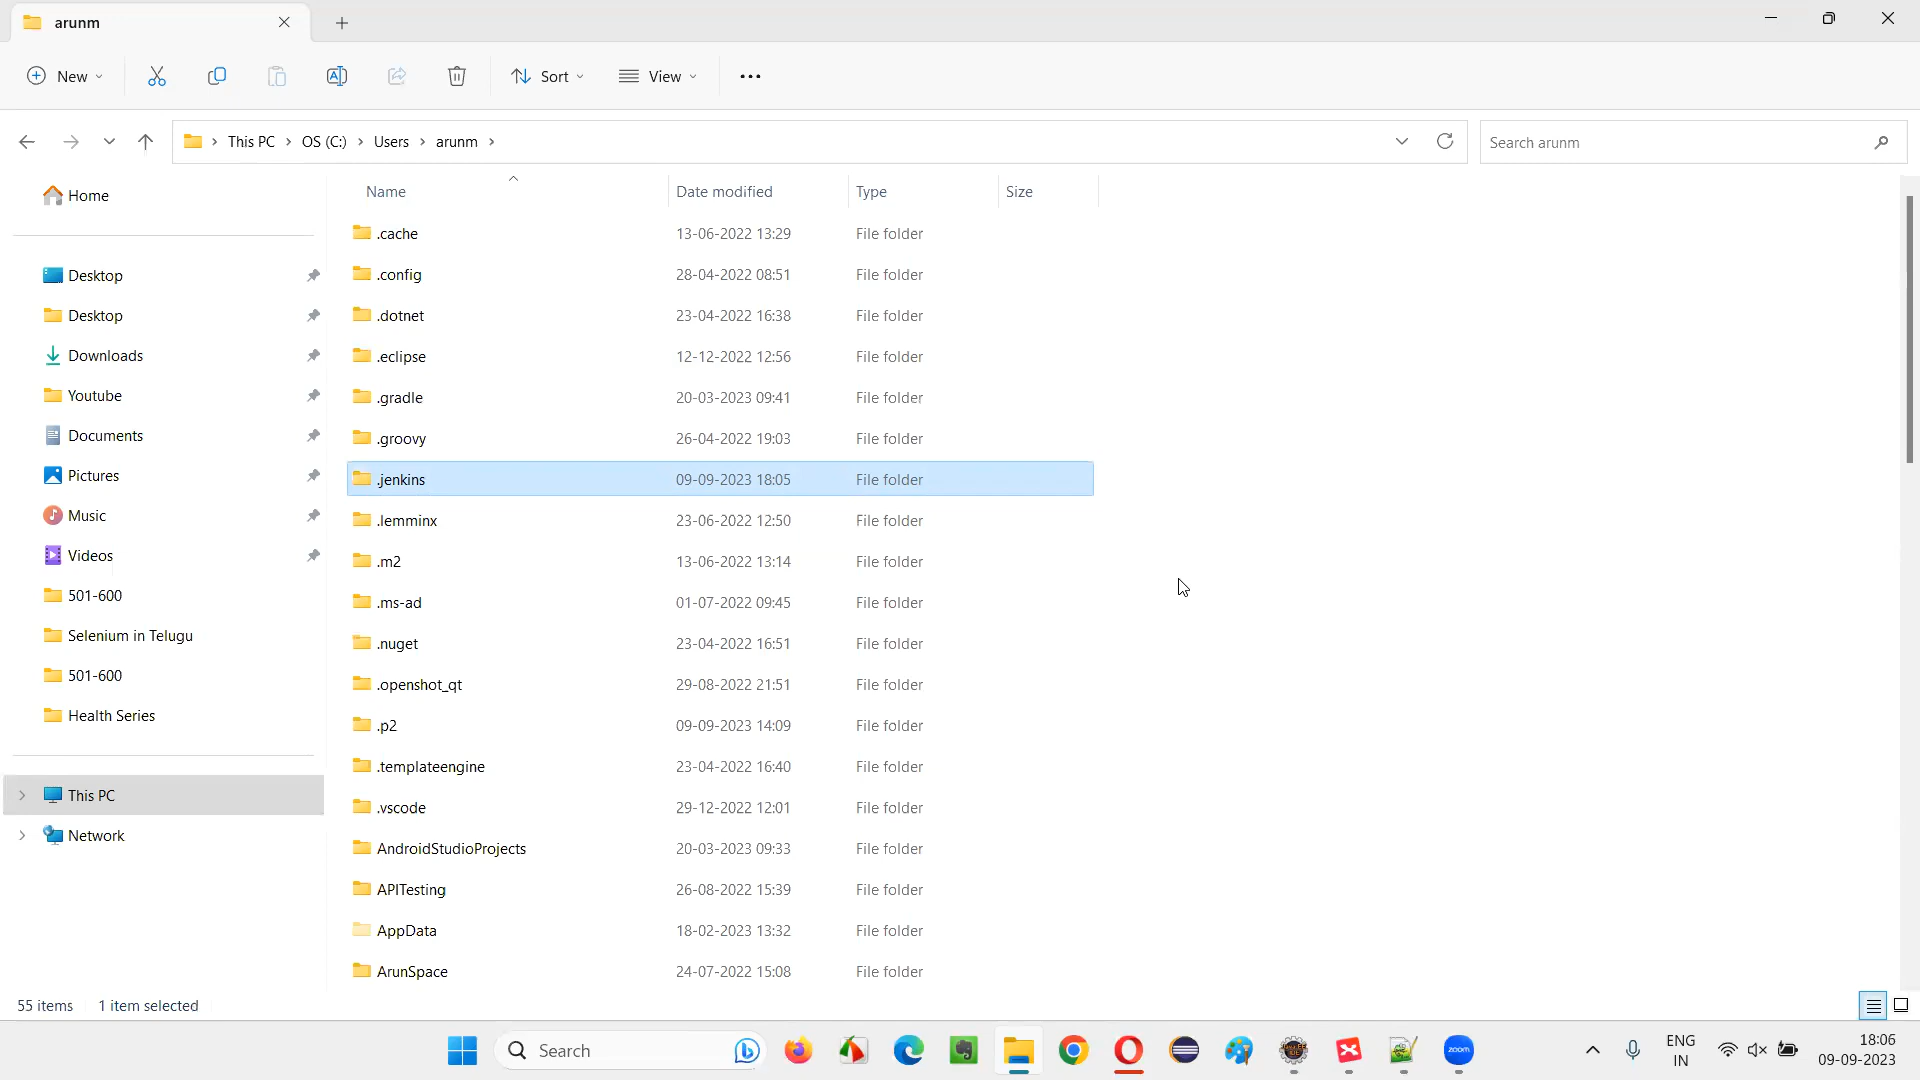 arunm
New
Sort
View
This PC
OS (C:)
Users
arunm
Search arunm
Home
Desktop
Desktop
Downloads
Youtube
Documents
Pictures
Music
Videos
501-600
Selenium in Telugu
501-600
Health Series
This PC
Network
Name Date modified Type Size
.cache 13-06-2022 13:29 File folder
.config 28-04-2022 08:51 File folder
.dotnet 23-04-2022 16:38 File folder
.eclipse 12-12-2022 12:56 File folder
.gradle 20-03-2023 09:41 File folder
.groovy 26-04-2022 19:03 File folder
.jenkins 09-09-2023 18:05 File folder
.lemminx 23-06-2022 12:50 File folder
.m2 13-06-2022 13:14 File folder
.ms-ad 01-07-2022 09:45 File folder
.nuget 23-04-2022 16:51 File folder
.openshot_qt 29-08-2022 21:51 File folder
.p2 09-09-2023 14:09 File folder
.templateengine 23-04-2022 16:40 File folder
.vscode 29-12-2022 12:01 File folder
AndroidStudioProjects 20-03-2023 09:33 File folder
APITesting 26-08-2022 15:39 File folder
AppData 18-02-2023 13:32 File folder
ArunSpace 24-07-2022 15:08 File folder
55 items 1 item selected
Search
zoom
ENG
IN
18:06
09-09-2023